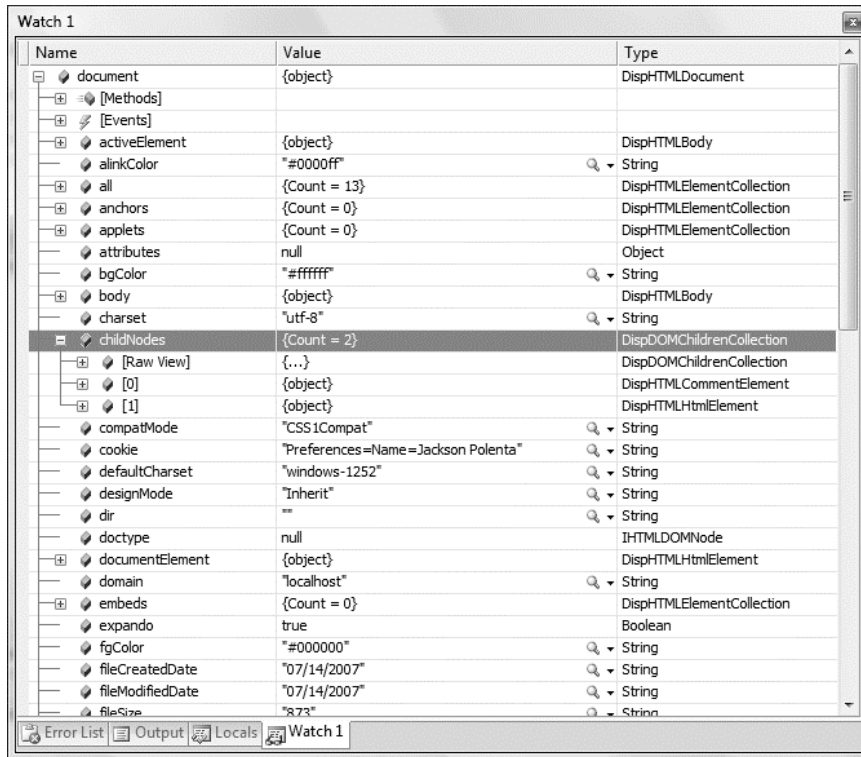 Watch 1
Name Value Type
document {object} DispHTMLDocument
[Methods]
[Events]
activeElement {object} DispHTMLBody
alinkColor "#0000ff" String
all {Count = 13} DispHTMLElementCollection
anchors {Count = 0} DispHTMLElementCollection
applets {Count = 0} DispHTMLElementCollection
attributes null Object
bgColor "#ffffff" String
body {object} DispHTMLBody
charset "utf-8" String
childNodes {Count = 2} DispDOMChildrenCollection
[Raw View] {...} DispDOMChildrenCollection
[0] {object} DispHTMLCommentElement
[1] {object} DispHTMLHtmlElement
compatMode "CSS1Compat" String
cookie "Preferences=Name=Jackson Polenta" String
defaultCharset "windows-1252" String
designMode "Inherit" String
dir "" String
doctype null IHTMLDOMNode
documentElement {object} DispHTMLHtmlElement
domain "localhost" String
embeds {Count = 0} DispHTMLElementCollection
expando true Boolean
fgColor "#000000" String
fileCreatedDate "07/14/2007" String
fileModifiedDate "07/14/2007" String
fileSize "873" String
Error List Output Locals Watch 1